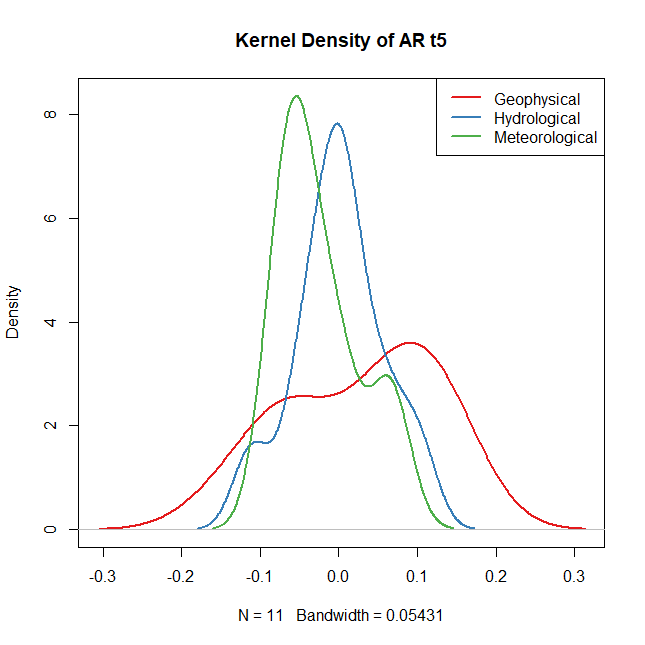 Kernel Density of AR t5
Geophysical
Hydrological
Meteorological
8
6
4
2
0
Density
-0.3 -0.2 -0.1 0.0 0.1 0.2 0.3
N = 11 Bandwidth = 0.05431